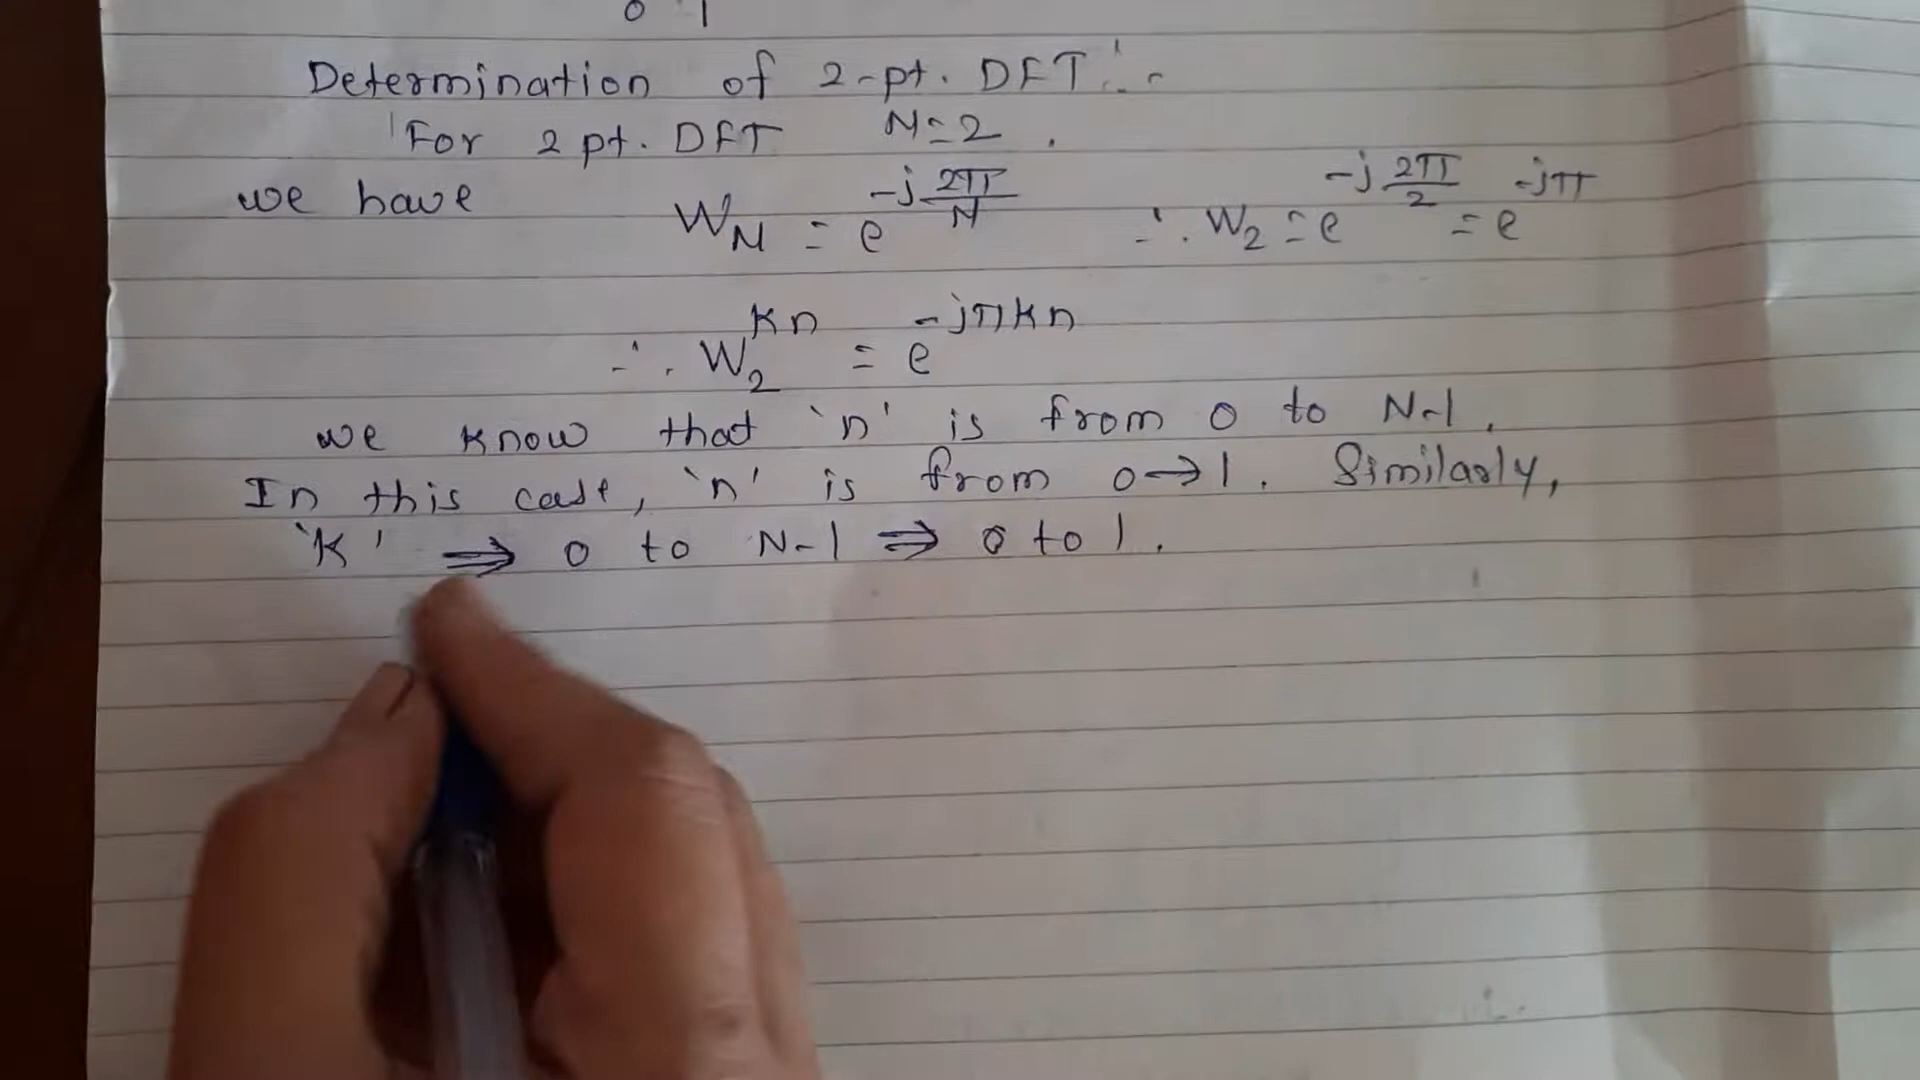 0 1
Determination of 2-pt. DFT :-
For 2 pt. DFT N=2.
we have W_N = e^{-j 2π/N} ∴ W_2 = e^{-j 2π/2} = e^{-jπ}
∴ W_2^{Kn} = e^{-jπKn}
we know that 'n' is from 0 to N-1.
In this case, 'n' is from 0→1. Similarly,
'K' ⇒ 0 to N-1 ⇒ 0 to 1.